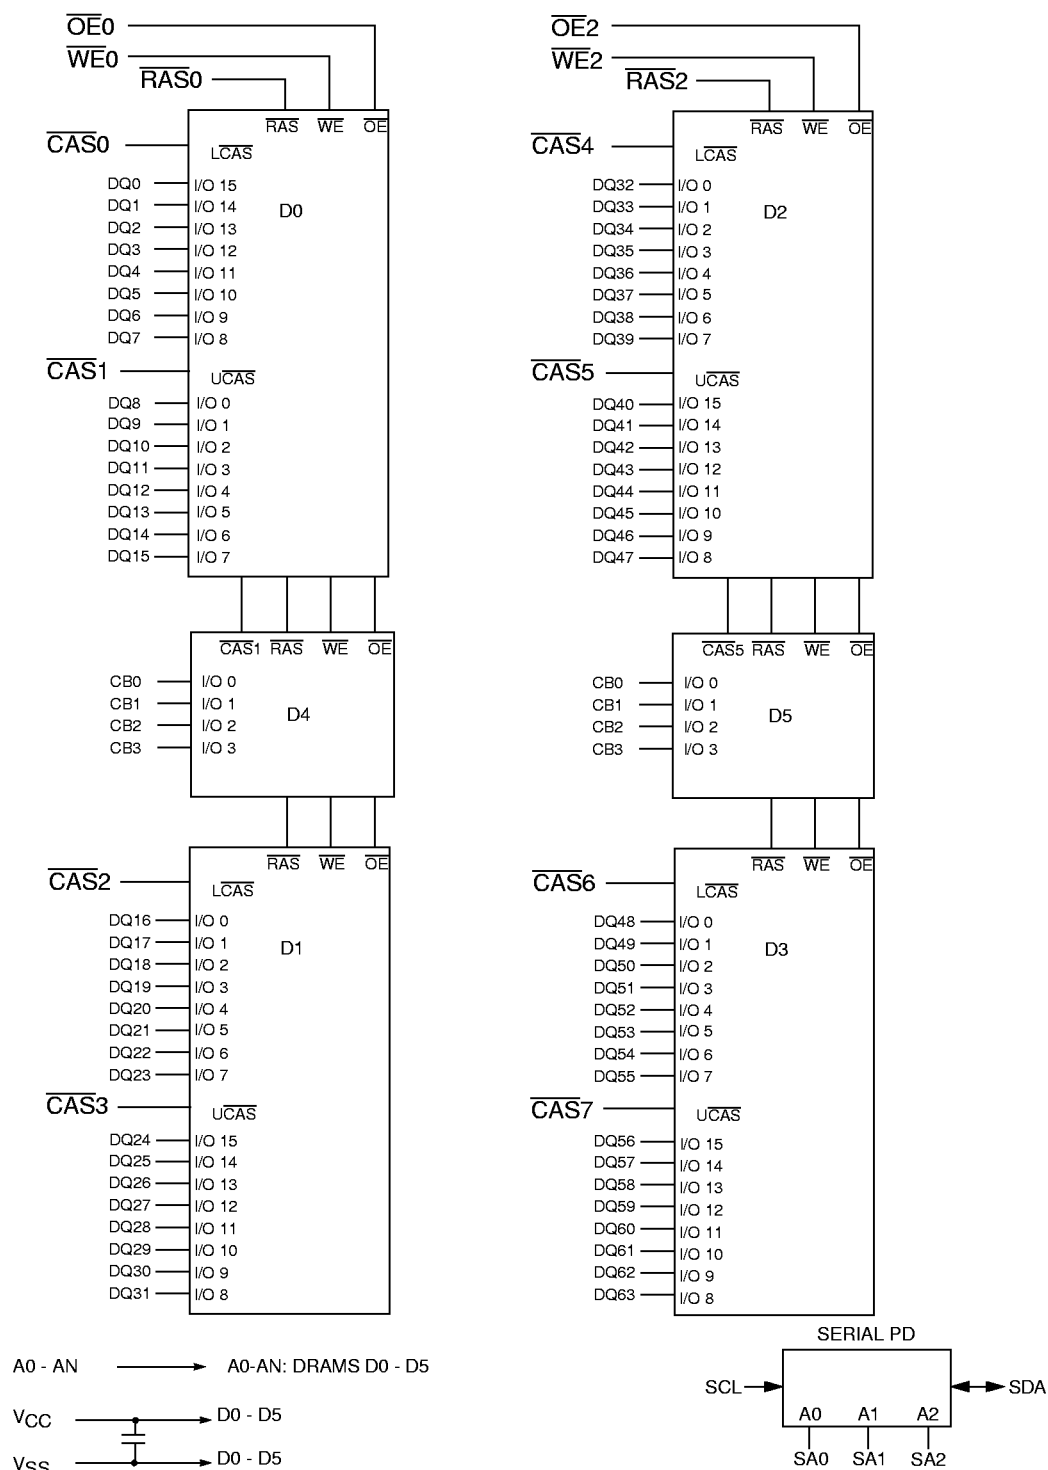 OE0
WE0
RAS0
RAS WE OE
CAS0
LCAS
D0
DQ0 I/O 15
DQ1 I/O 14
DQ2 I/O 13
DQ3 I/O 12
DQ4 I/O 11
DQ5 I/O 10
DQ6 I/O 9
DQ7 I/O 8
CAS1
UCAS
DQ8 I/O 0
DQ9 I/O 1
DQ10 I/O 2
DQ11 I/O 3
DQ12 I/O 4
DQ13 I/O 5
DQ14 I/O 6
DQ15 I/O 7
CAS1 RAS WE OE
CB0 I/O 0
CB1 I/O 1
CB2 I/O 2
CB3 I/O 3
D4
RAS WE OE
CAS2
LCAS
D1
DQ16 I/O 0
DQ17 I/O 1
DQ18 I/O 2
DQ19 I/O 3
DQ20 I/O 4
DQ21 I/O 5
DQ22 I/O 6
DQ23 I/O 7
CAS3
UCAS
DQ24 I/O 15
DQ25 I/O 14
DQ26 I/O 13
DQ27 I/O 12
DQ28 I/O 11
DQ29 I/O 10
DQ30 I/O 9
DQ31 I/O 8
OE2
WE2
RAS2
RAS WE OE
CAS4
LCAS
D2
DQ32 I/O 0
DQ33 I/O 1
DQ34 I/O 2
DQ35 I/O 3
DQ36 I/O 4
DQ37 I/O 5
DQ38 I/O 6
DQ39 I/O 7
CAS5
UCAS
DQ40 I/O 15
DQ41 I/O 14
DQ42 I/O 13
DQ43 I/O 12
DQ44 I/O 11
DQ45 I/O 10
DQ46 I/O 9
DQ47 I/O 8
CAS5 RAS WE OE
CB0 I/O 0
CB1 I/O 1
CB2 I/O 2
CB3 I/O 3
D5
RAS WE OE
CAS6
LCAS
D3
DQ48 I/O 0
DQ49 I/O 1
DQ50 I/O 2
DQ51 I/O 3
DQ52 I/O 4
DQ53 I/O 5
DQ54 I/O 6
DQ55 I/O 7
CAS7
UCAS
DQ56 I/O 15
DQ57 I/O 14
DQ58 I/O 13
DQ59 I/O 12
DQ60 I/O 11
DQ61 I/O 10
DQ62 I/O 9
DQ63 I/O 8
A0 - AN A0-AN: DRAMS D0 - D5
VCC D0 - D5
VSS D0 - D5
SERIAL PD
SCL SDA
A0 A1 A2
SA0 SA1 SA2